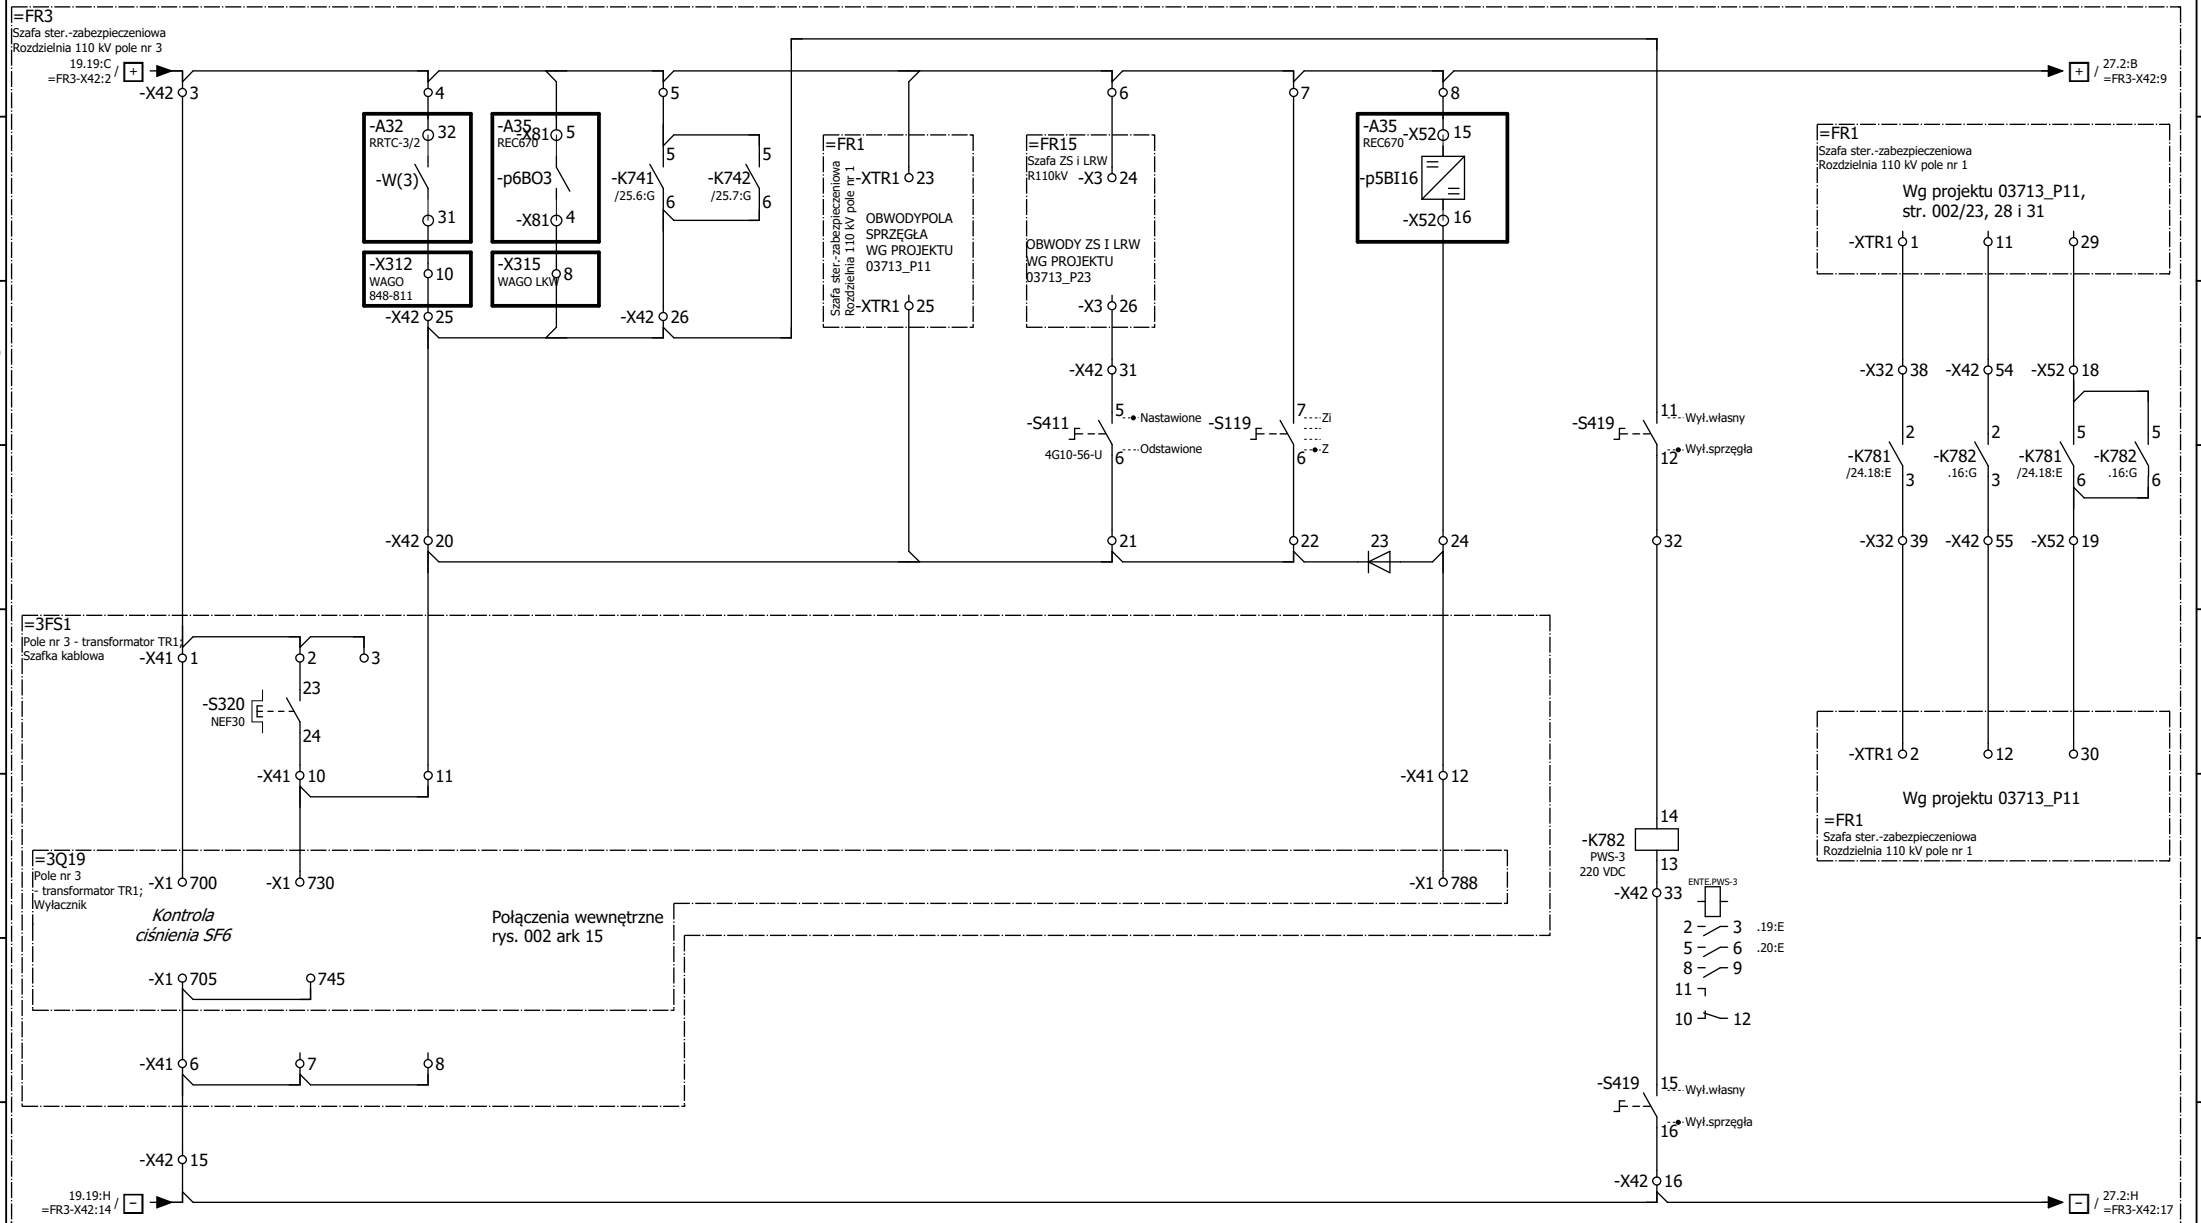 =FR3
Szafa ster.-zabezpieczeniowa
Rozdzielnia 110 kV pole nr 3
19.19:C
=FR3-X42:2
/ +
-X42 3
4
5
6
7
8
+ / 27.2:B
=FR3-X42:9
-A32
RRTC-3/2
32
-W(3)
31
-X312
WAGO
848-811
10
-X42 25
-A35
REC670
-X81 5
-p6BO3
-X81 4
-X315
WAGO LKW
8
5
-K741
/25.6:G
6
5
-K742
/25.7:G
6
-X42 26
=FR1
Szafa ster.-zabezpieczeniowa
Rozdzielnia 110 kV pole nr 1
-XTR1 23
OBWODYPOLA
SPRZĘGŁA
WG PROJEKTU
03713_P11
-XTR1 25
=FR15
Szafa ZS i LRW
R110kV
-X3 24
OBWODY ZS I LRW
WG PROJEKTU
03713_P23
-X3 26
-X42 31
-S411
4G10-56-U
5
Nastawione
6
Odstawione
-S119
7
Zi
6
Z
-A35
REC670
-X52 15
-p5BI16
-X52 16
-S419
11
Wył.własny
12
Wył.sprzęgła
=FR1
Szafa ster.-zabezpieczeniowa
Rozdzielnia 110 kV pole nr 1
Wg projektu 03713_P11,
str. 002/23, 28 i 31
-XTR1 1
11
29
-X32 38
-X42 54
-X52 18
2
-K781
/24.18:E
3
2
-K782
.16:G
3
5
-K781
/24.18:E
6
5
-K782
.16:G
6
-X32 39
-X42 55
-X52 19
-X42 20
21
22
23
24
32
=3FS1
Pole nr 3 - transformator TR1;
Szafka kablowa
-X41 1
2
3
-S320
NEF30
23
24
-X41 10
11
-X41 12
-XTR1 2
12
30
Wg projektu 03713_P11
=FR1
Szafa ster.-zabezpieczeniowa
Rozdzielnia 110 kV pole nr 1
=3Q19
Pole nr 3
- transformator TR1;
Wyłacznik
-X1 700
-X1 730
-X1 788
Kontrola
ciśnienia SF6
Połączenia wewnętrzne
rys. 002 ark 15
-X1 705
745
-X41 6
7
8
14
-K782
PWS-3
220 VDC
13
-X42 33
ENTE.PWS-3
2 3 .19:E
5 6 .20:E
8 9
11
10 12
-S419
15
Wył.własny
16
Wył.sprzęgła
-X42 15
-X42 16
19.19:H
=FR3-X42:14
/ −
− / 27.2:H
=FR3-X42:17